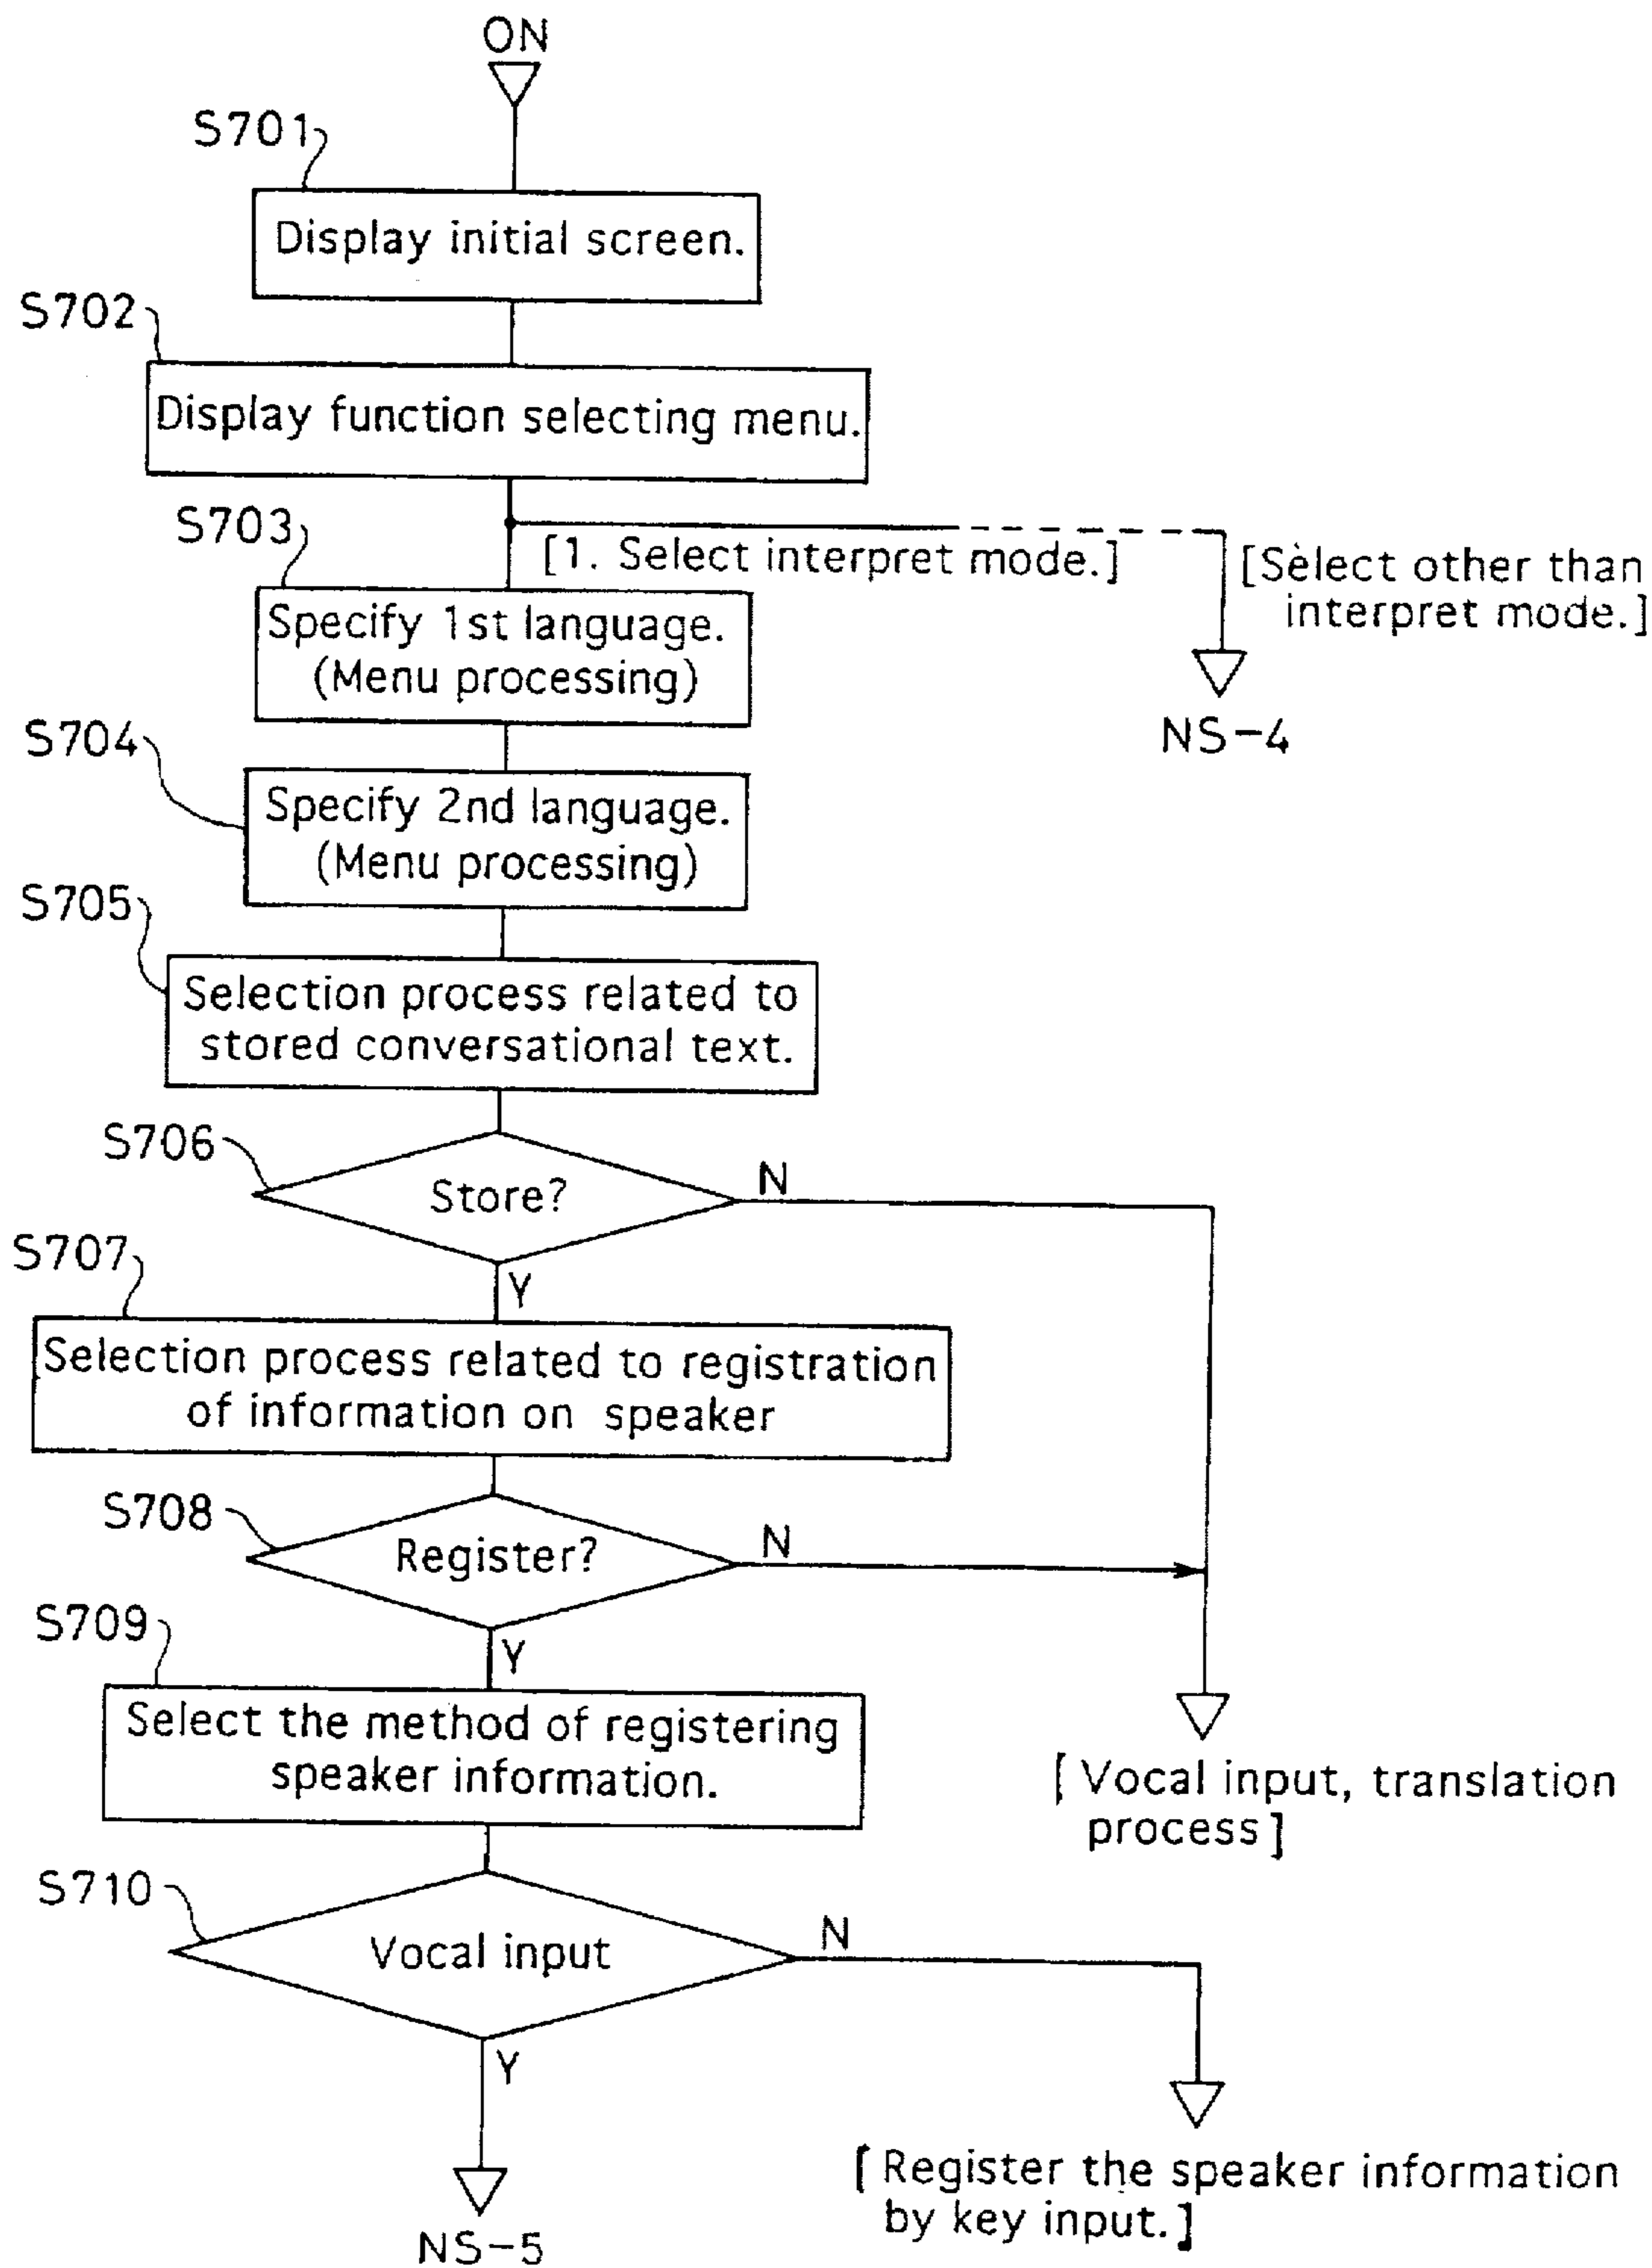 ON
S701
Display initial screen.
S702
Display function selecting menu.
S703
[1. Select interpret mode.]
[Select other than
interpret mode.]
Specify 1st language.
(Menu processing)
NS-4
S704
Specify 2nd language.
(Menu processing)
S705
Selection process related to
stored conversational text.
S706
Store?
N
Y
S707
Selection process related to registration
of information on speaker
S708
Register?
N
Y
S709
Select the method of registering
speaker information.
[Vocal input, translation
process]
S710
Vocal input
N
Y
[Register the speaker information
by key input.]
NS-5